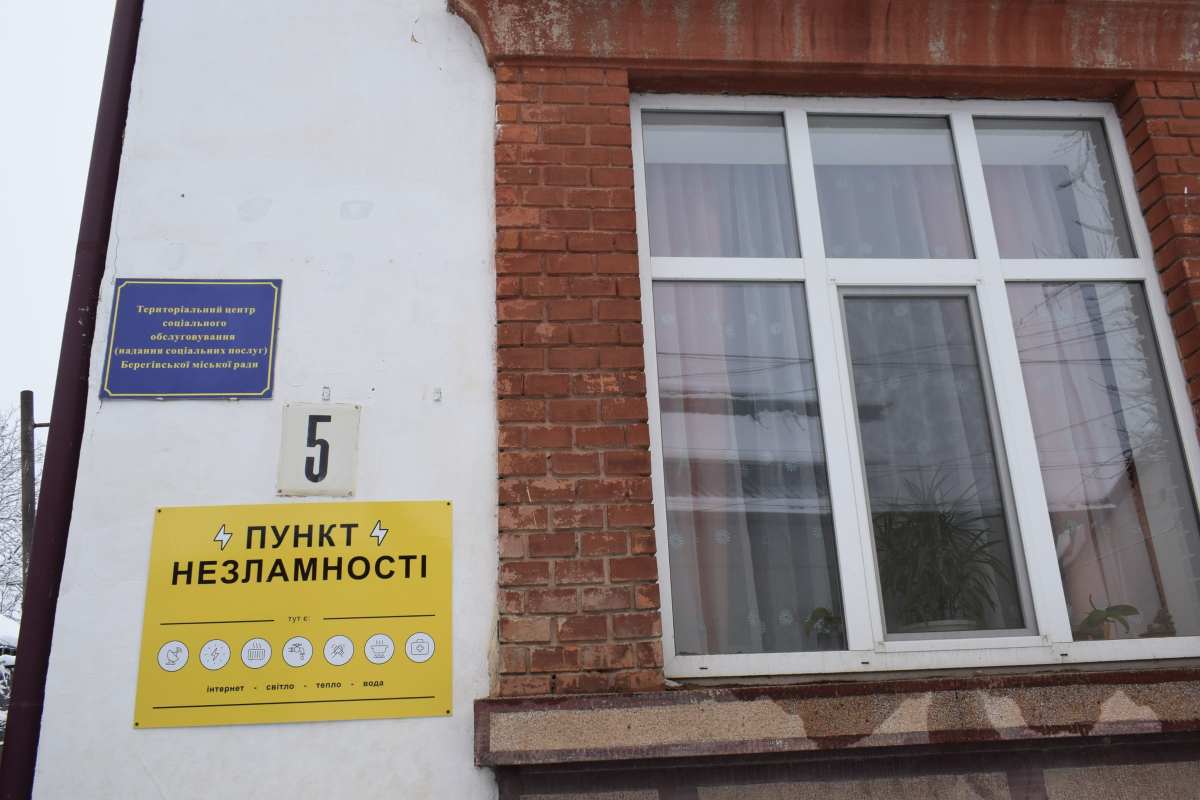 Територіальний центр
соціального
обслуговування
(надання соціальних послуг)
Берегівської міської ради
5
ПУНКТ
НЕЗЛАМНОСТІ
тут є:
інтернет - світло - тепло - вода